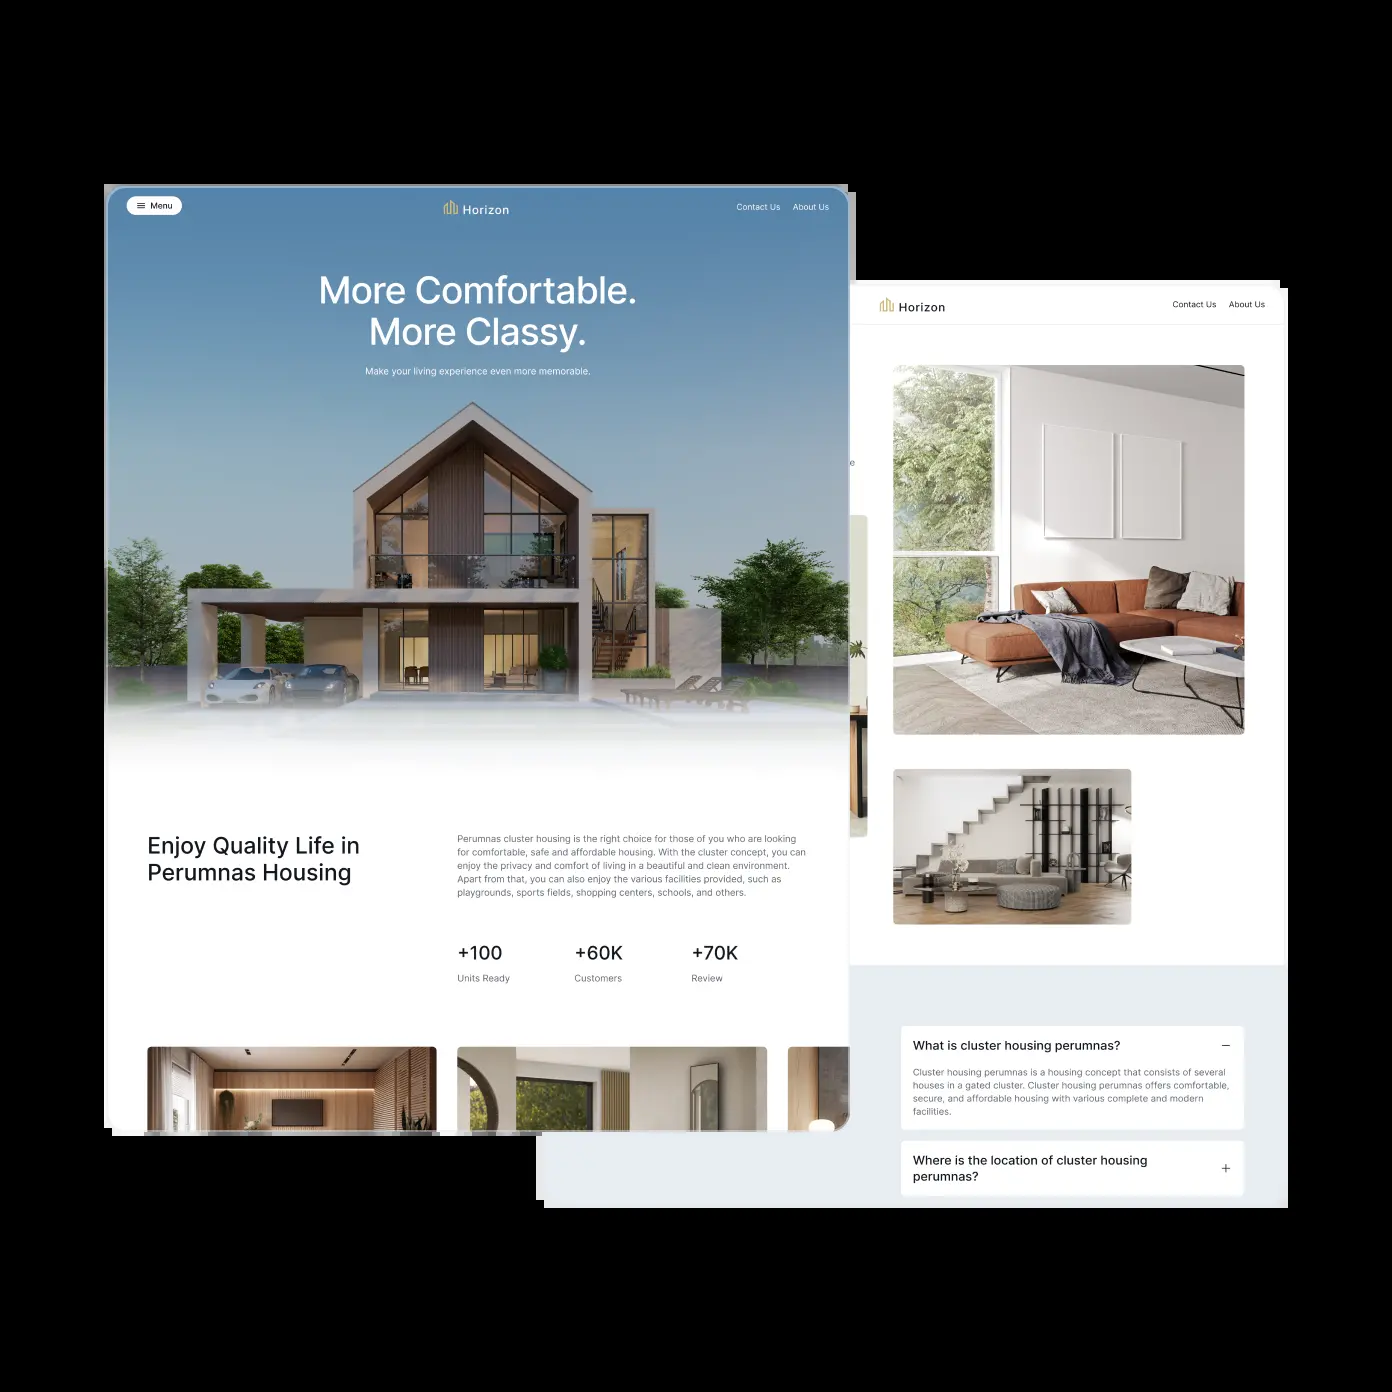 Menu
Horizon
Contact Us
About Us
More Comfortable.
More Classy.
Make your living experience even more memorable.
Enjoy Quality Life in
Perumnas Housing
Perumnas cluster housing is the right choice for those of you who are looking
for comfortable, safe and affordable housing. With the cluster concept, you can
enjoy the privacy and comfort of living in a beautiful and clean environment.
Apart from that, you can also enjoy the various facilities provided, such as
playgrounds, sports fields, shopping centers, schools, and others.
+100
Units Ready
+60K
Customers
+70K
Review
Horizon
Contact Us
About Us
e
What is cluster housing perumnas?
Cluster housing perumnas is a housing concept that consists of several
houses in a gated cluster. Cluster housing perumnas offers comfortable,
secure, and affordable housing with various complete and modern
facilities.
Where is the location of cluster housing
perumnas?